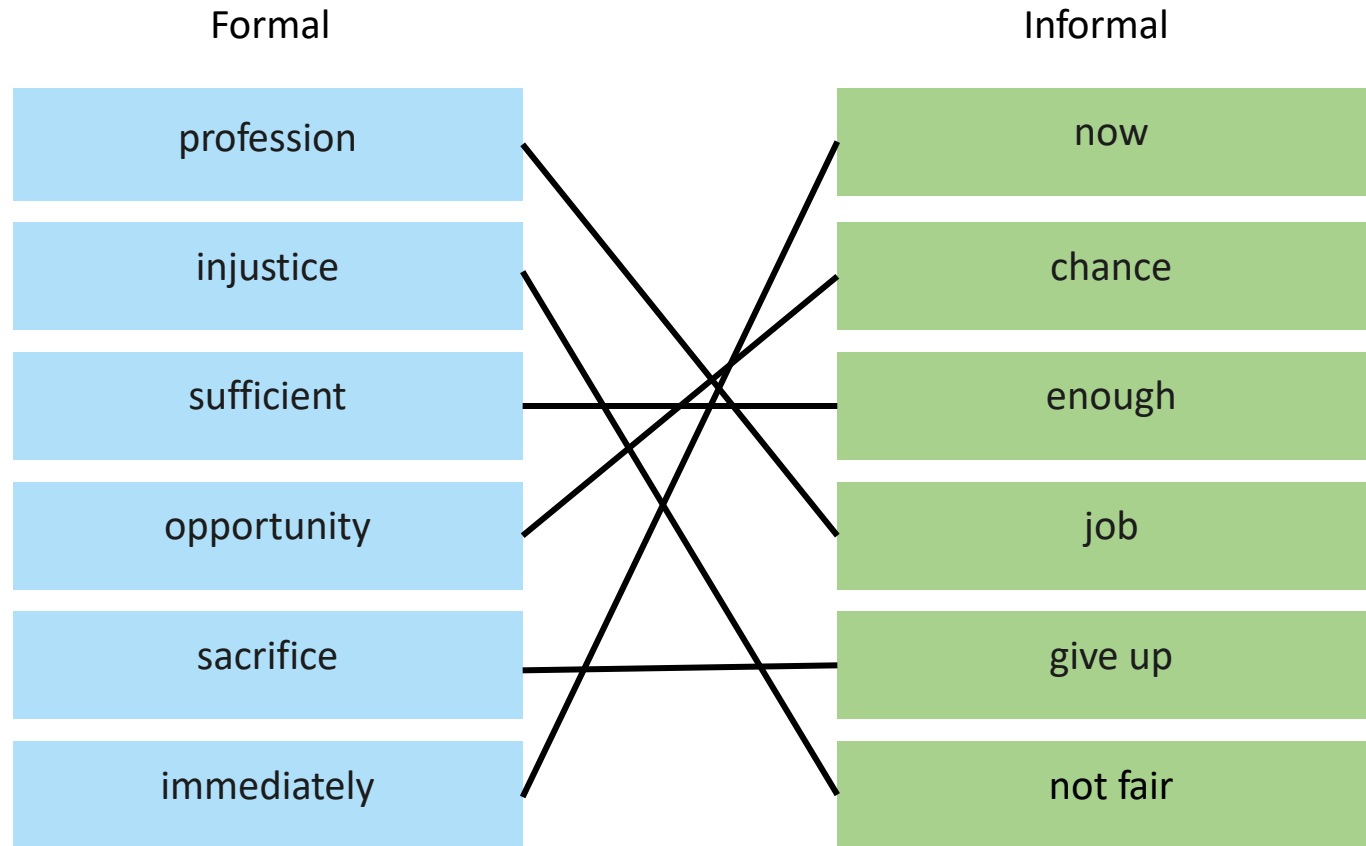 Formal Informal
profession now
injustice chance
sufficient enough
opportunity job
sacrifice give up
immediately not fair